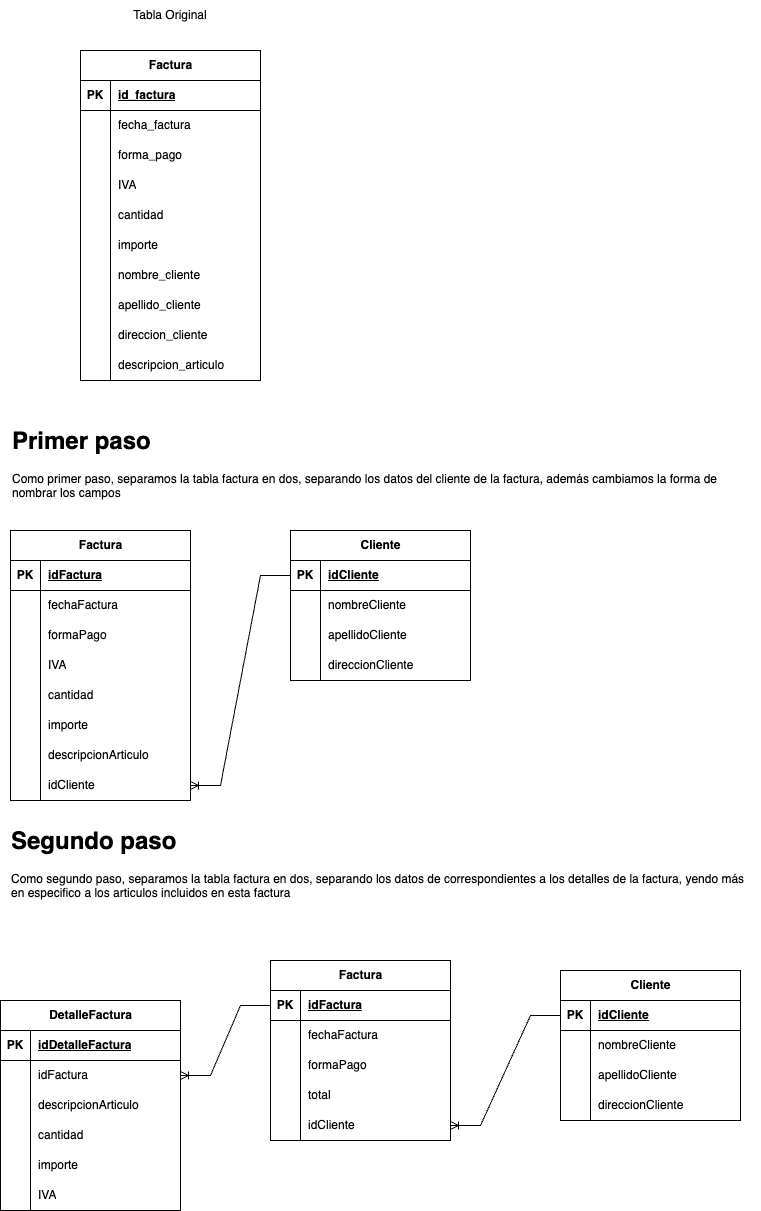 Tabla Original
Factura
PK id_factura
fecha_factura
forma_pago
IVA
cantidad
importe
nombre_cliente
apellido_cliente
direccion_cliente
descripcion_articulo
Primer paso
Como primer paso, separamos la tabla factura en dos, separando los datos del cliente de la factura, además cambiamos la forma de
nombrar los campos
Factura
PK idFactura
fechaFactura
formaPago
IVA
cantidad
importe
descripcionArticulo
idCliente
Cliente
PK idCliente
nombreCliente
apellidoCliente
direccionCliente
Segundo paso
Como segundo paso, separamos la tabla factura en dos, separando los datos de correspondientes a los detalles de la factura, yendo más
en especifico a los articulos incluidos en esta factura
DetalleFactura
PK idDetalleFactura
idFactura
descripcionArticulo
cantidad
importe
IVA
Factura
PK idFactura
fechaFactura
formaPago
total
idCliente
Cliente
PK idCliente
nombreCliente
apellidoCliente
direccionCliente